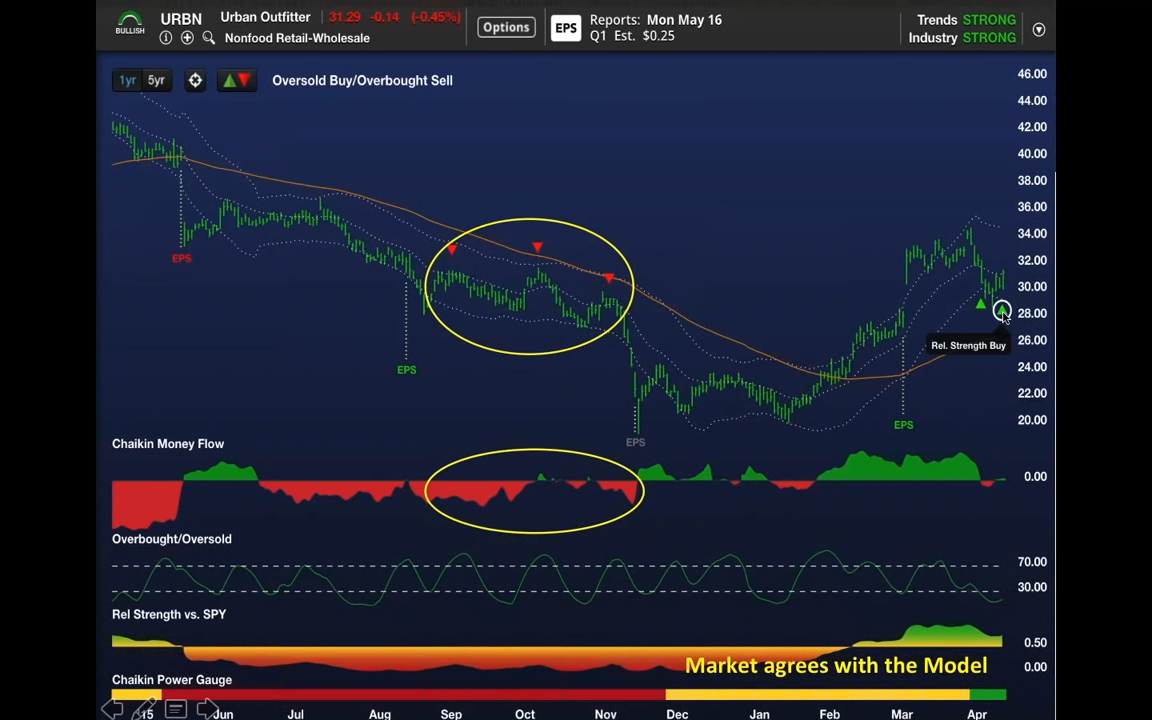 URBN Urban Outfitter 31.29 -0.14 (-0.45%)
BULLISH
Nonfood Retail-Wholesale
Options
EPS
Reports: Mon May 16
Q1 Est. $0.25
Trends STRONG
Industry STRONG
1yr 5yr
Oversold Buy/Overbought Sell
46.00
44.00
42.00
40.00
38.00
36.00
34.00
32.00
30.00
28.00
26.00
24.00
22.00
20.00
EPS
EPS
EPS
EPS
Rel. Strength Buy
Chaikin Money Flow
0.00
Overbought/Oversold
70.00
30.00
Rel Strength vs. SPY
0.50
0.00
Market agrees with the Model
Chaikin Power Gauge
15 Jun Jul Aug Sep Oct Nov Dec Jan Feb Mar Apr